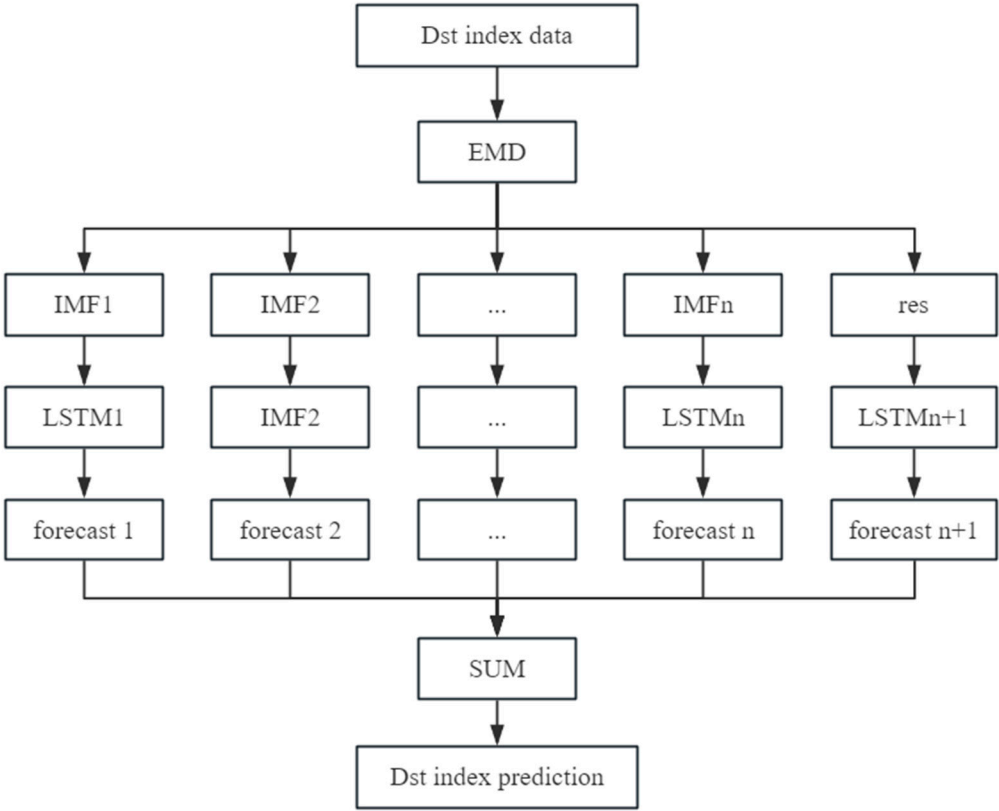 Dst index data
EMD
IMF1
IMF2
...
IMFn
res
LSTM1
IMF2
...
LSTMn
LSTMn+1
forecast 1
forecast 2
...
forecast n
forecast n+1
SUM
Dst index prediction